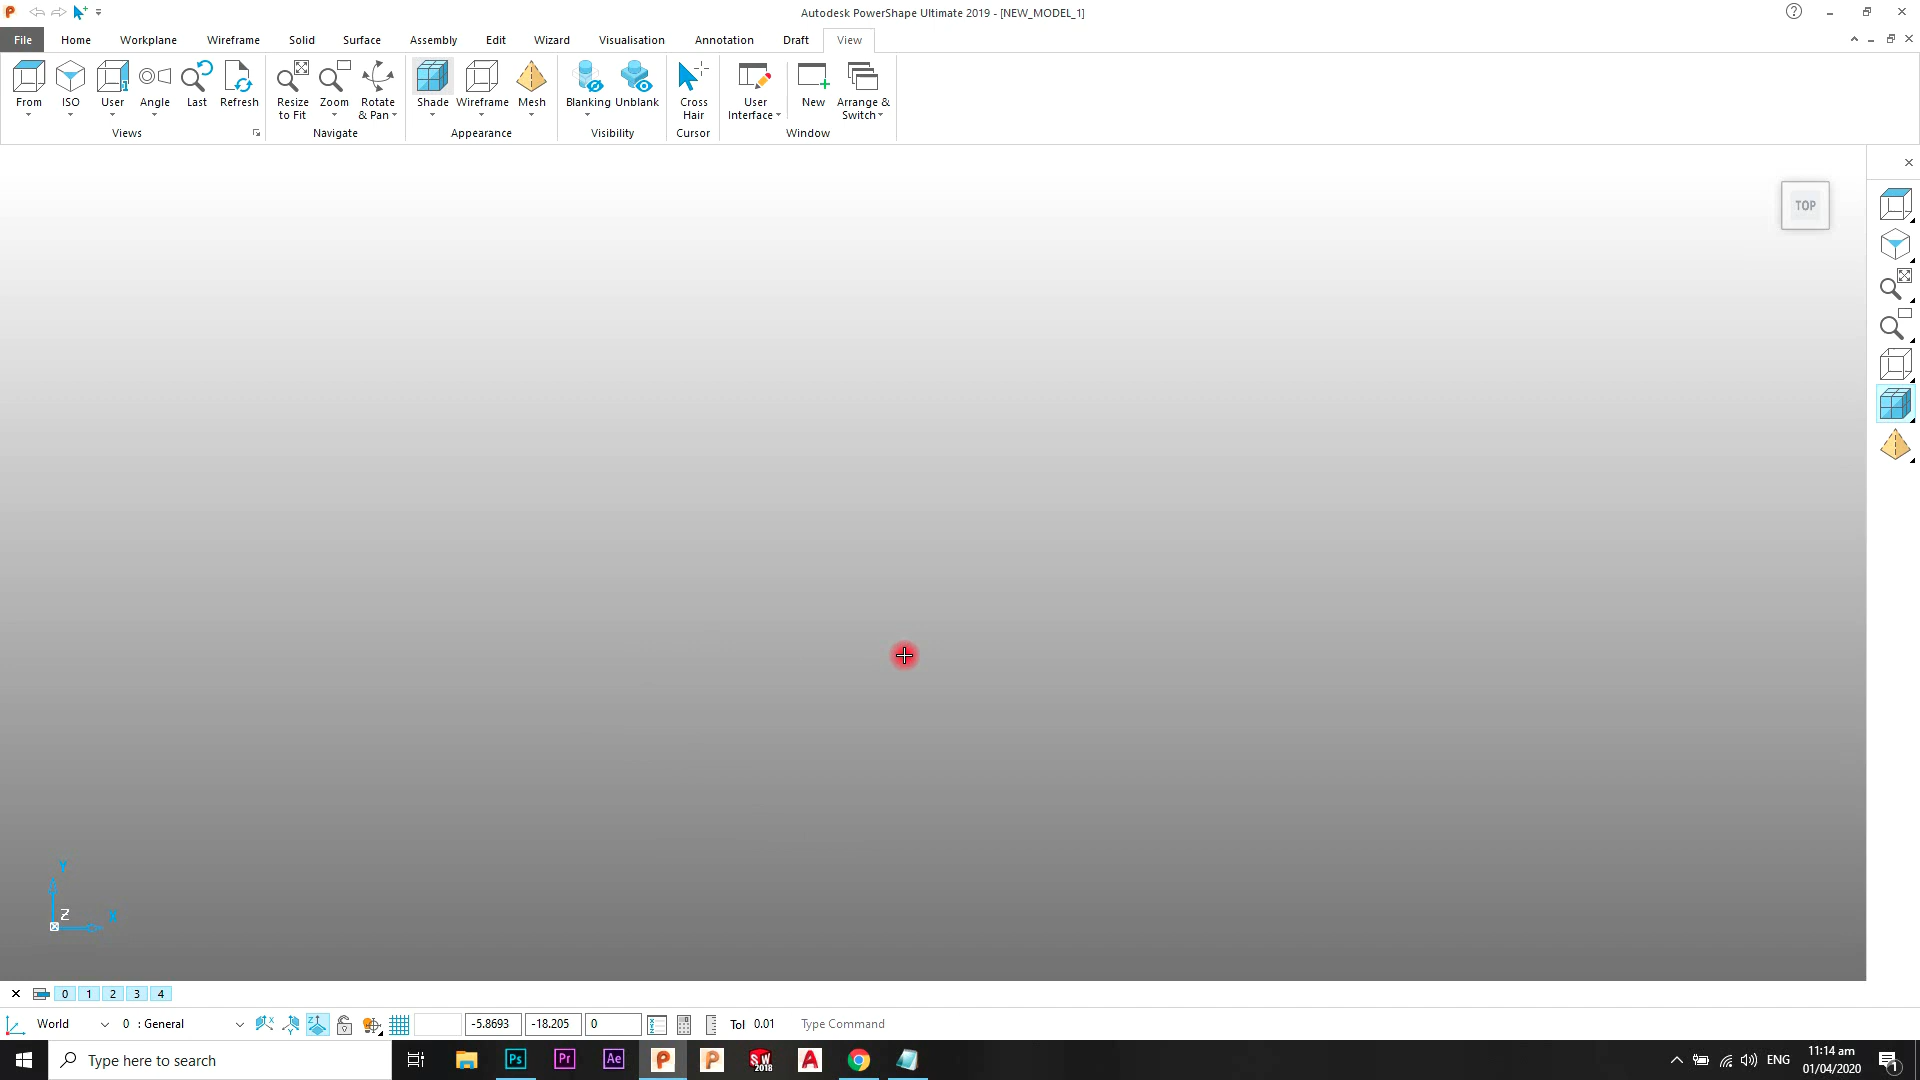 Autodesk PowerShape Ultimate 2019 - [NEW_MODEL_1]
File Home Workplane Wireframe Solid Surface Assembly Edit Wizard Visualisation Annotation Draft View
From ISO User Angle Last Refresh Resize to Fit Zoom Rotate & Pan Shade Wireframe Mesh Blanking Unblank Cross Hair User Interface New Arrange & Switch
Views Navigate Appearance Visibility Cursor Window
TOP
Y
Z X
0 1 2 3 4
World 0 : General -5.8693 -18.205 0 Tol 0.01 Type Command
Type here to search Ps Pr Ae P P SW 2018 A ENG 11:14 am
01/04/2020 1